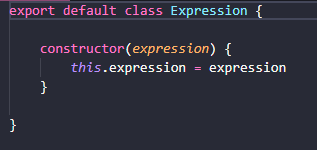 export default class Expression {
constructor(expression) {
this.expression = expression
}
}